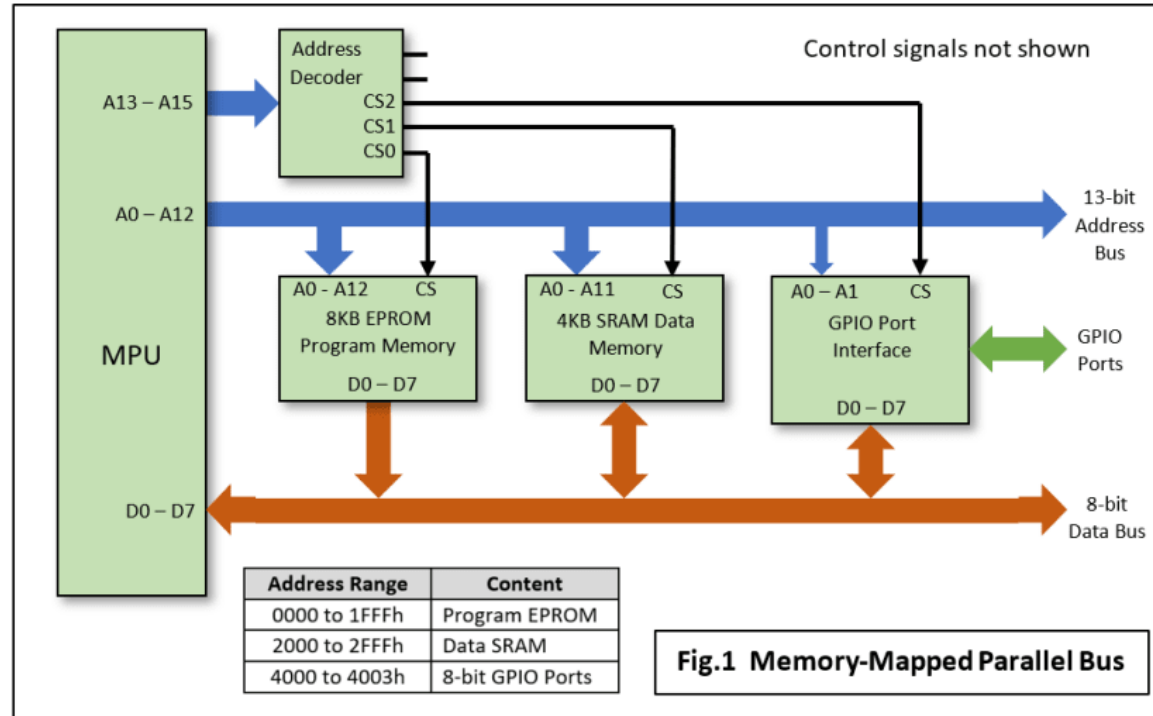 Control signals not shown
Address
Decoder
CS2
CS1
CS0
A13 – A15
A0 – A12
13-bit
Address
Bus
A0 - A12 CS
8KB EPROM
Program Memory
D0 – D7
A0 - A11 CS
4KB SRAM Data
Memory
D0 – D7
A0 – A1 CS
GPIO Port
Interface
D0 – D7
GPIO
Ports
MPU
D0 – D7
8-bit
Data Bus
Address Range Content
0000 to 1FFFh Program EPROM
2000 to 2FFFh Data SRAM
4000 to 4003h 8-bit GPIO Ports
Fig.1 Memory-Mapped Parallel Bus